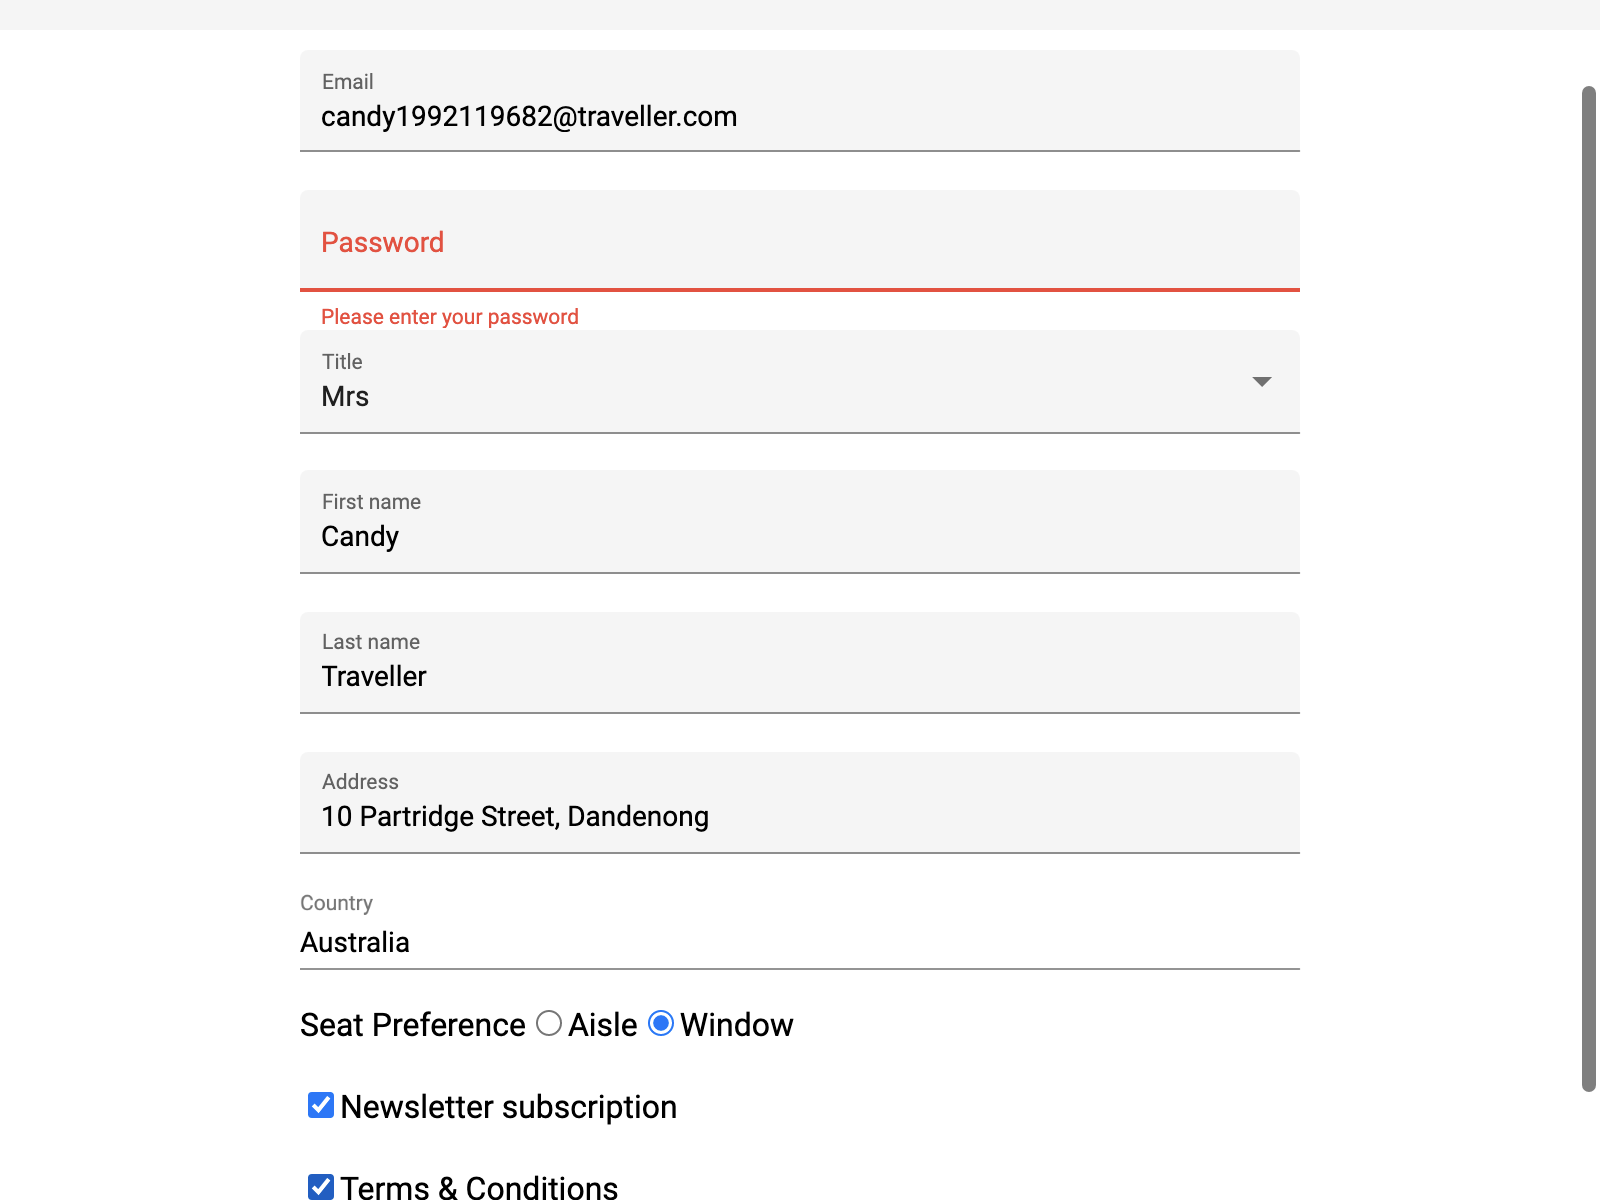 Email
candy1992119682@traveller.com
Password
Please enter your password
Title
Mrs
First name
Candy
Last name
Traveller
Address
10 Partridge Street, Dandenong
Country
Australia
Seat Preference Aisle Window
Newsletter subscription
Terms & Conditions